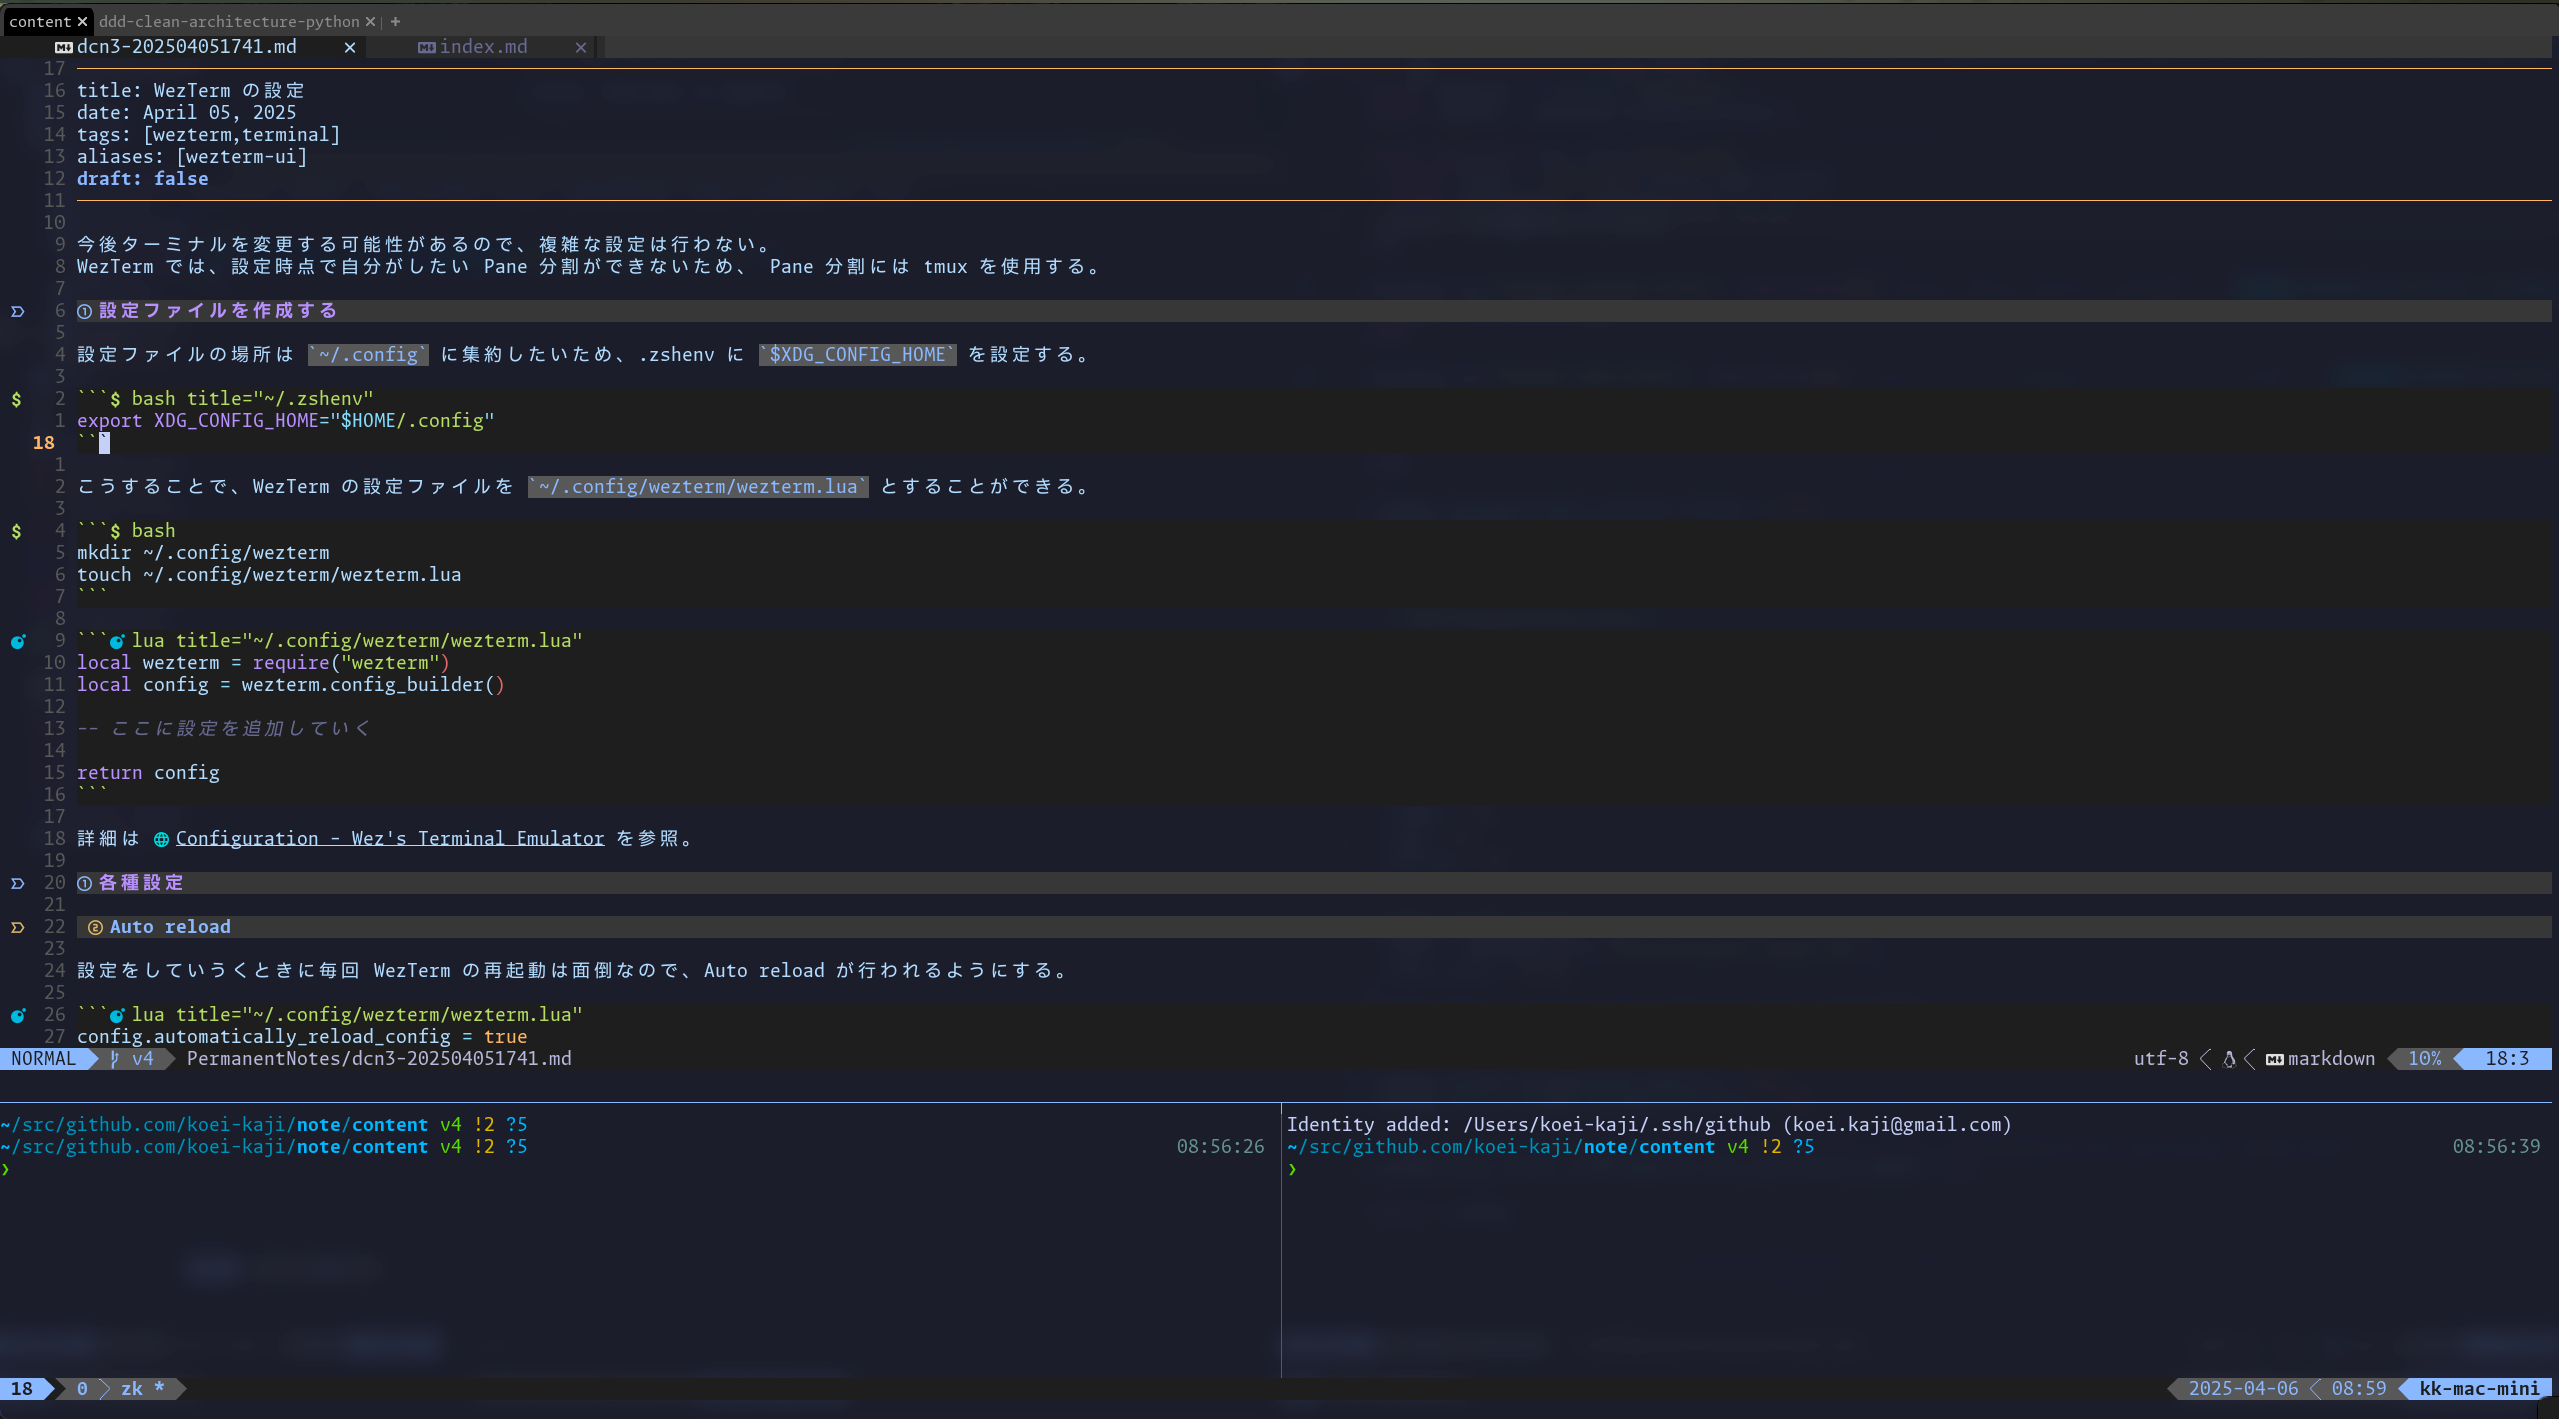 content ✕ ddd-clean-architecture-python ✕ | +
dcn3-202504051741.md ✕ index.md ✕
17
16 title: WezTerm の設定
15 date: April 05, 2025
14 tags: [wezterm,terminal]
13 aliases: [wezterm-ui]
12 draft: false
11
10
9 今後ターミナルを変更する可能性があるので、複雑な設定は行わない。
8 WezTerm では、設定時点で自分がしたい Pane 分割ができないため、 Pane 分割には tmux を使用する。
7
6 ① 設定ファイルを作成する
5
4 設定ファイルの場所は `~/.config` に集約したいため、.zshenv に `$XDG_CONFIG_HOME` を設定する。
3
$ 2 ```$ bash title="~/.zshenv"
1 export XDG_CONFIG_HOME="$HOME/.config"
18 ```
1
2 こうすることで、WezTerm の設定ファイルを `~/.config/wezterm/wezterm.lua` とすることができる。
3
$ 4 ```$ bash
5 mkdir ~/.config/wezterm
6 touch ~/.config/wezterm/wezterm.lua
7 ```
8
9 ``` lua title="~/.config/wezterm/wezterm.lua"
10 local wezterm = require("wezterm")
11 local config = wezterm.config_builder()
12
13 -- ここに設定を追加していく
14
15 return config
16 ```
17
18 詳細は Configuration - Wez's Terminal Emulator を参照。
19
20 ① 各種設定
21
22 ② Auto reload
23
24 設定をしていうくときに毎回 WezTerm の再起動は面倒なので、Auto reload が行われるようにする。
25
26 ``` lua title="~/.config/wezterm/wezterm.lua"
27 config.automatically_reload_config = true
NORMAL v4 PermanentNotes/dcn3-202504051741.md utf-8 markdown 10% 18:3
~/src/github.com/koei-kaji/note/content v4 !2 ?5
~/src/github.com/koei-kaji/note/content v4 !2 ?5 08:56:26
❯
Identity added: /Users/koei-kaji/.ssh/github (koei.kaji@gmail.com)
~/src/github.com/koei-kaji/note/content v4 !2 ?5 08:56:39
❯
18 0 zk * 2025-04-06 08:59 kk-mac-mini